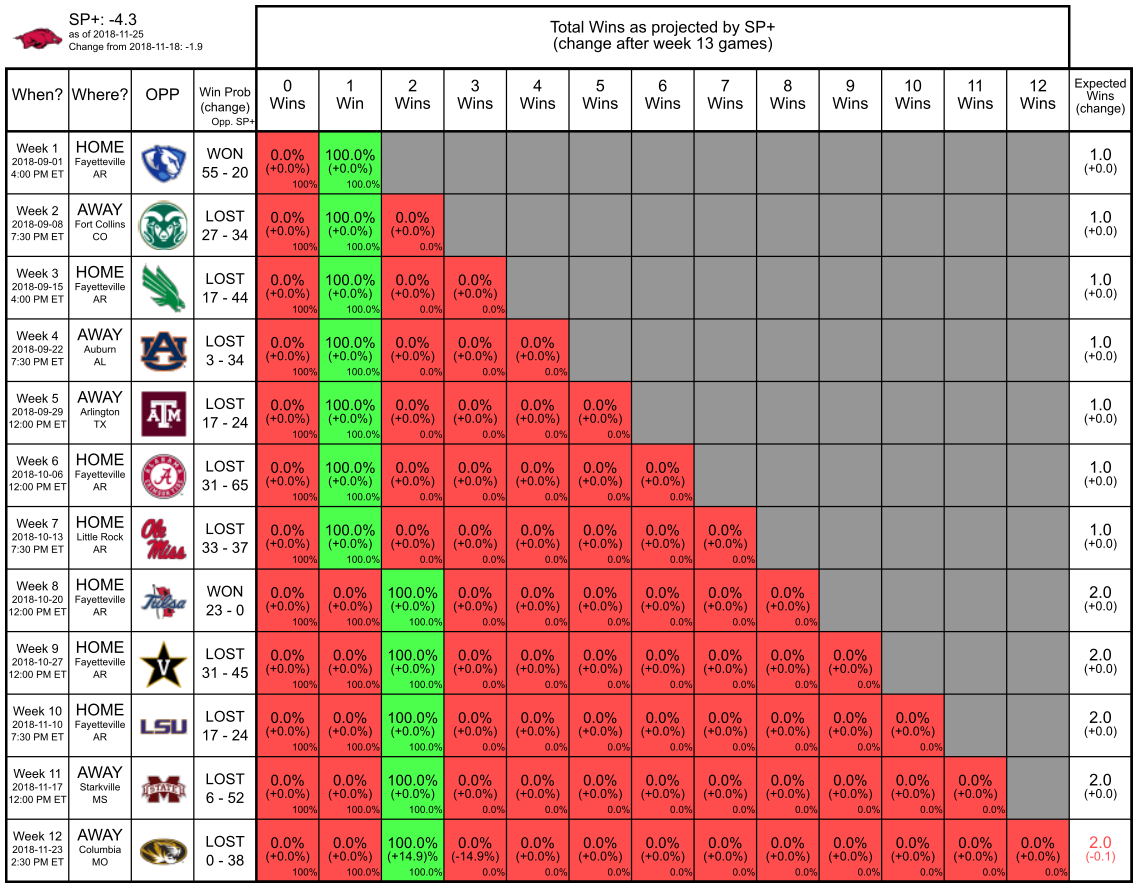 SP+: -4.3
as of 2018-11-25
Change from 2018-11-18: -1.9
Total Wins as projected by SP+
(change after week 13 games)
When? Where? OPP Win Prob (change) Opp. SP+ 0 Wins 1 Win 2 Wins 3 Wins 4 Wins 5 Wins 6 Wins 7 Wins 8 Wins 9 Wins 10 Wins 11 Wins 12 Wins Expected Wins (change)
Week 1 HOME WON 0.0% 100.0% 1.0
2018-09-01 Fayetteville (+0.0%) (+0.0%) (+0.0)
4:00 PM ET AR 55 - 20 100% 100.0%
Week 2 AWAY LOST 0.0% 100.0% 0.0% 1.0
2018-09-08 Fort Collins (+0.0%) (+0.0%) (+0.0%) (+0.0)
7:30 PM ET CO 27 - 34 100% 100.0% 0.0%
Week 3 HOME LOST 0.0% 100.0% 0.0% 0.0% 1.0
2018-09-15 Fayetteville (+0.0%) (+0.0%) (+0.0%) (+0.0%) (+0.0)
4:00 PM ET AR 17 - 44 100% 100.0% 0.0% 0.0%
Week 4 AWAY LOST 0.0% 100.0% 0.0% 0.0% 0.0% 1.0
2018-09-22 Auburn (+0.0%) (+0.0%) (+0.0%) (+0.0%) (+0.0%) (+0.0)
7:30 PM ET AL AU 3 - 34 100% 100.0% 0.0% 0.0% 0.0%
Week 5 AWAY LOST 0.0% 100.0% 0.0% 0.0% 0.0% 0.0% 1.0
2018-09-29 Arlington ATM (+0.0%) (+0.0%) (+0.0%) (+0.0%) (+0.0%) (+0.0%) (+0.0)
12:00 PM ET TX 17 - 24 100% 100.0% 0.0% 0.0% 0.0% 0.0%
Week 6 HOME ALABAMA LOST 0.0% 100.0% 0.0% 0.0% 0.0% 0.0% 0.0% 1.0
2018-10-06 Fayetteville A (+0.0%) (+0.0%) (+0.0%) (+0.0%) (+0.0%) (+0.0%) (+0.0%) (+0.0)
12:00 PM ET AR CRIMSON TIDE 31 - 65 100% 100.0% 0.0% 0.0% 0.0% 0.0% 0.0%
Week 7 HOME Ole LOST 0.0% 100.0% 0.0% 0.0% 0.0% 0.0% 0.0% 0.0% 1.0
2018-10-13 Little Rock Miss (+0.0%) (+0.0%) (+0.0%) (+0.0%) (+0.0%) (+0.0%) (+0.0%) (+0.0%) (+0.0)
7:30 PM ET AR 33 - 37 100% 100.0% 0.0% 0.0% 0.0% 0.0% 0.0% 0.0%
Week 8 HOME WON 0.0% 0.0% 100.0% 0.0% 0.0% 0.0% 0.0% 0.0% 0.0% 2.0
2018-10-20 Fayetteville Tulsa (+0.0%) (+0.0%) (+0.0%) (+0.0%) (+0.0%) (+0.0%) (+0.0%) (+0.0%) (+0.0%) (+0.0)
12:00 PM ET AR 23 - 0 100% 100.0% 100.0% 0.0% 0.0% 0.0% 0.0% 0.0% 0.0%
Week 9 HOME LOST 0.0% 0.0% 100.0% 0.0% 0.0% 0.0% 0.0% 0.0% 0.0% 0.0% 2.0
2018-10-27 Fayetteville V (+0.0%) (+0.0%) (+0.0%) (+0.0%) (+0.0%) (+0.0%) (+0.0%) (+0.0%) (+0.0%) (+0.0%) (+0.0)
12:00 PM ET AR 31 - 45 100% 100.0% 100.0% 0.0% 0.0% 0.0% 0.0% 0.0% 0.0% 0.0%
Week 10 HOME LOST 0.0% 0.0% 100.0% 0.0% 0.0% 0.0% 0.0% 0.0% 0.0% 0.0% 0.0% 2.0
2018-11-10 Fayetteville LSU (+0.0%) (+0.0%) (+0.0%) (+0.0%) (+0.0%) (+0.0%) (+0.0%) (+0.0%) (+0.0%) (+0.0%) (+0.0%) (+0.0)
7:30 PM ET AR 17 - 24 100% 100.0% 100.0% 0.0% 0.0% 0.0% 0.0% 0.0% 0.0% 0.0% 0.0%
Week 11 AWAY LOST 0.0% 0.0% 100.0% 0.0% 0.0% 0.0% 0.0% 0.0% 0.0% 0.0% 0.0% 0.0% 2.0
2018-11-17 Starkville STATE (+0.0%) (+0.0%) (+0.0%) (+0.0%) (+0.0%) (+0.0%) (+0.0%) (+0.0%) (+0.0%) (+0.0%) (+0.0%) (+0.0%) (+0.0)
12:00 PM ET MS 6 - 52 100% 100.0% 100.0% 0.0% 0.0% 0.0% 0.0% 0.0% 0.0% 0.0% 0.0% 0.0%
Week 12 AWAY LOST 0.0% 0.0% 100.0% 0.0% 0.0% 0.0% 0.0% 0.0% 0.0% 0.0% 0.0% 0.0% 0.0% 2.0
2018-11-23 Columbia (+0.0%) (+0.0%) (+14.9)% (-14.9%) (+0.0%) (+0.0%) (+0.0%) (+0.0%) (+0.0%) (+0.0%) (+0.0%) (+0.0%) (+0.0%) (-0.1)
2:30 PM ET MO 0 - 38 100% 100.0% 100.0% 0.0% 0.0% 0.0% 0.0% 0.0% 0.0% 0.0% 0.0% 0.0% 0.0%